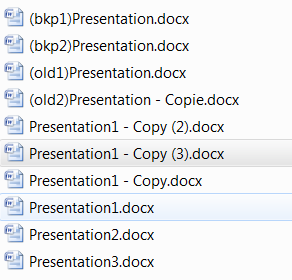 (bkp1)Presentation.docx
(bkp2)Presentation.docx
(old1)Presentation.docx
(old2)Presentation - Copie.docx
Presentation1 - Copy (2).docx
Presentation1 - Copy (3).docx
Presentation1 - Copy.docx
Presentation1.docx
Presentation2.docx
Presentation3.docx